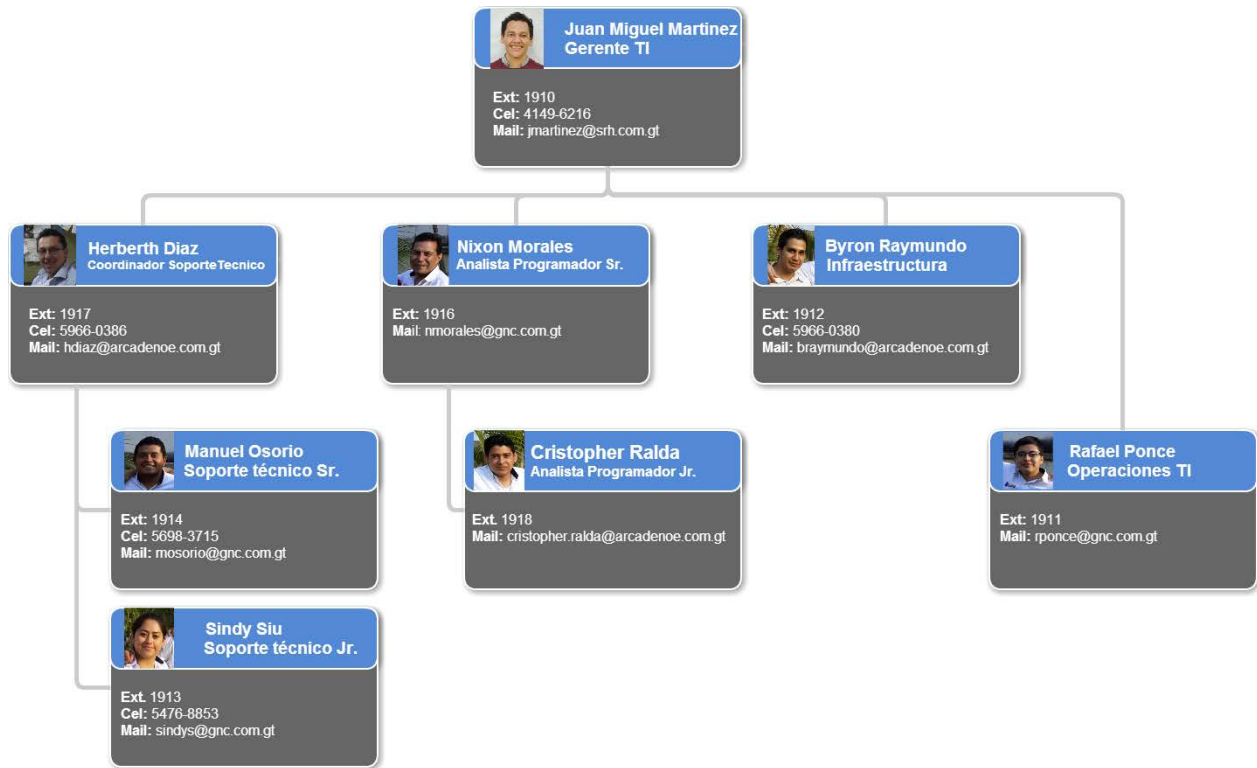 Juan Miguel Martinez
Gerente TI
Ext: 1910
Cel: 4149-6216
Mail: jmartinez@srh.com.gt
Herberth Diaz
Coordinador SoporteTecnico
Ext: 1917
Cel: 5966-0386
Mail: hdiaz@arcadenoe.com.gt
Nixon Morales
Analista Programador Sr.
Ext: 1916
Mail: nmorales@gnc.com.gt
Byron Raymundo
Infraestructura
Ext: 1912
Cel: 5966-0380
Mail: braymundo@arcadenoe.com.gt
Manuel Osorio
Soporte técnico Sr.
Ext: 1914
Cel: 5698-3715
Mail: mosorio@gnc.com.gt
Cristopher Ralda
Analista Programador Jr.
Ext. 1918
Mail: cristopher.ralda@arcadenoe.com.gt
Rafael Ponce
Operaciones TI
Ext: 1911
Mail: rponce@gnc.com.gt
Sindy Siu
Soporte técnico Jr.
Ext. 1913
Cel: 5476-8853
Mail: sindys@gnc.com.gt